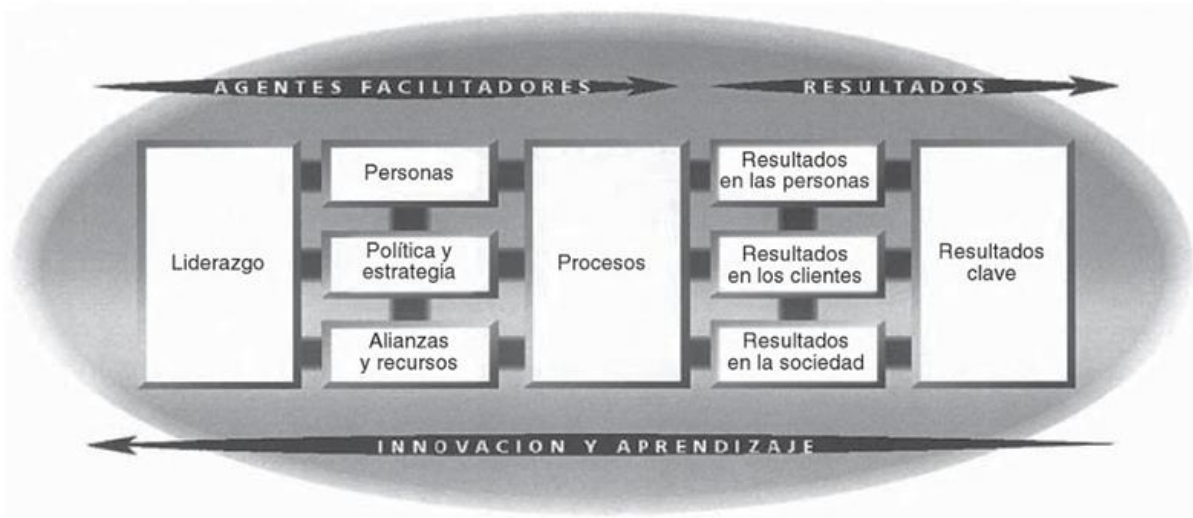 AGENTES FACILITADORES
RESULTADOS
Liderazgo
Personas
Política y
estrategia
Alianzas
y recursos
Procesos
Resultados
en las personas
Resultados
en los clientes
Resultados
en la sociedad
Resultados
clave
INNOVACION Y APRENDIZAJE